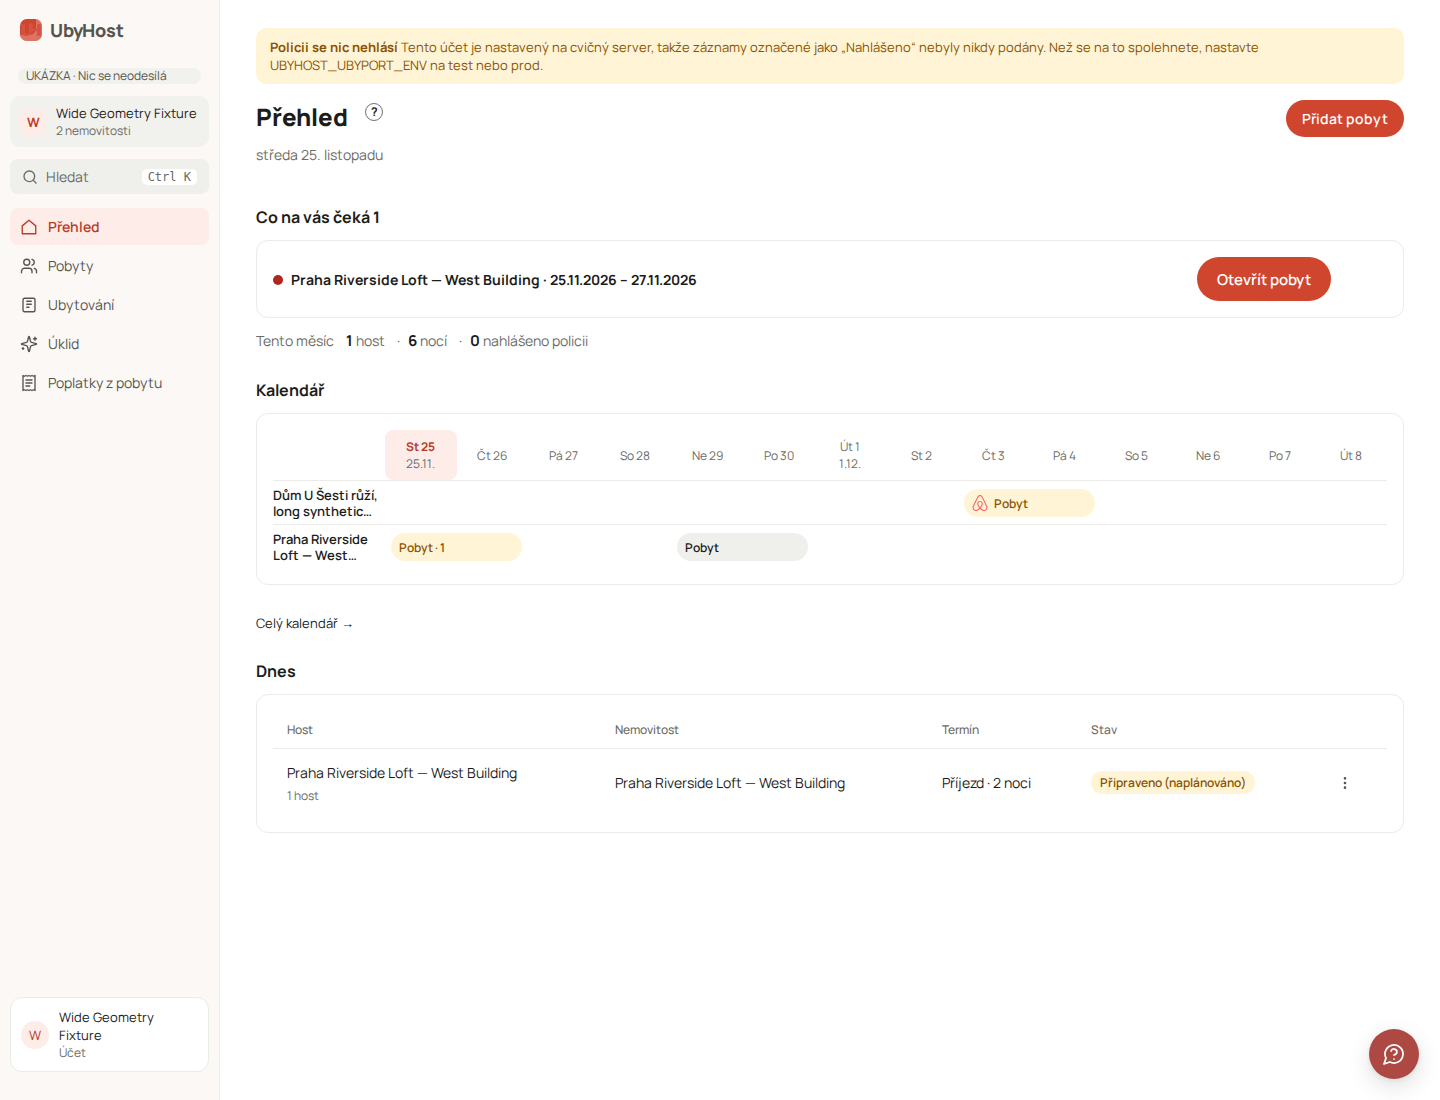 UbyHost
UKÁZKA · Nic se neodesílá
W
Wide Geometry Fixture
2 nemovitosti
Hledat
Ctrl K
Přehled
Pobyty
Ubytování
Úklid
Poplatky z pobytu
Wide Geometry
Fixture
W
Účet
Policii se nic nehlásí Tento účet je nastavený na cvičný server, takže záznamy označené jako „Nahlášeno“ nebyly nikdy podány. Než se na to spolehnete, nastavte
UBYHOST_UBYPORT_ENV na test nebo prod.
Přehled ?
Přidat pobyt
středa 25. listopadu
Co na vás čeká 1
Praha Riverside Loft — West Building · 25.11.2026 – 27.11.2026
Otevřít pobyt
Tento měsíc 1 host · 6 nocí · 0 nahlášeno policii
Kalendář
St 25
25.11.
Čt 26
Pá 27
So 28
Ne 29
Po 30
Út 1
1.12.
St 2
Čt 3
Pá 4
So 5
Ne 6
Po 7
Út 8
Dům U Šesti růží,
long synthetic...
Pobyt
Praha Riverside
Loft — West...
Pobyt · 1
Pobyt
Celý kalendář →
Dnes
Host
Nemovitost
Termín
Stav
Praha Riverside Loft — West Building
1 host
Praha Riverside Loft — West Building
Příjezd · 2 noci
Připraveno (naplánováno)